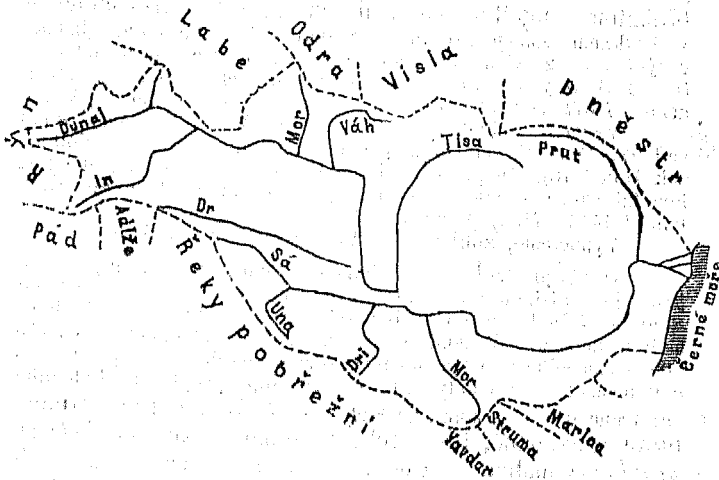 Labe
Odra
Visla
Dněstr
Rýn
Dunaj
Mor
Váh
Tisa
Prut
In
Dr
Adiže
Pád
Sá
Una
Dri
Řeky pobřežní
Mor
Černé moře
Vardar
Struma
Marica